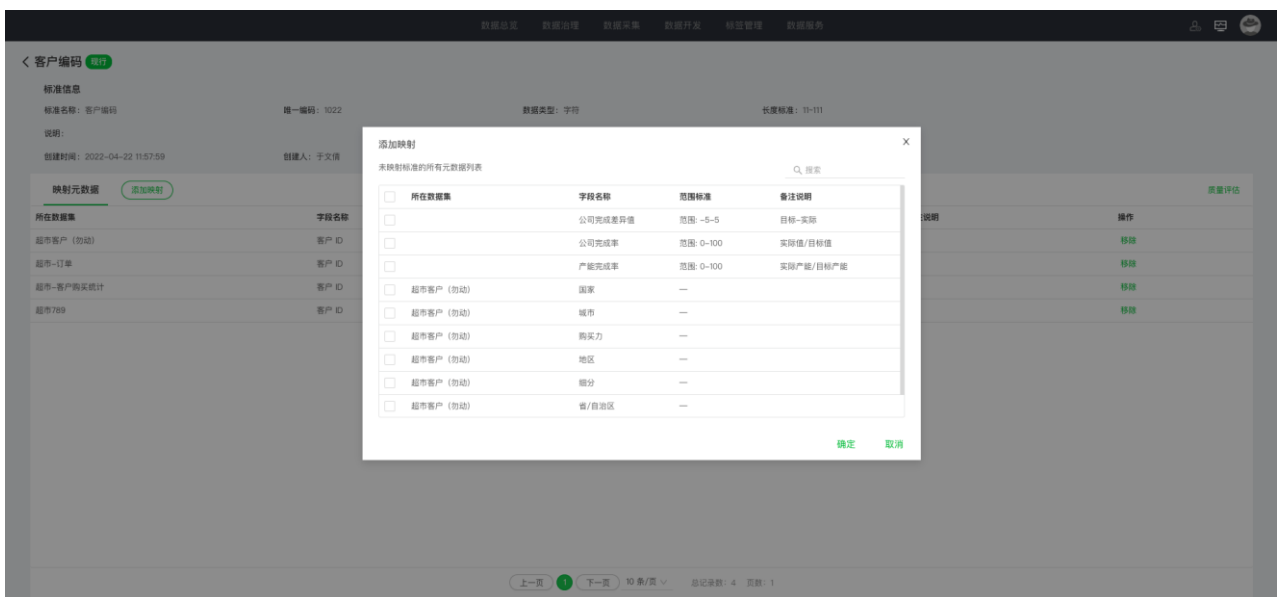 数据总览 数据治理 数据采集 数据开发 标签管理 数据服务
客户编码 现行
标准信息
标准名称：客户编码 唯一编码：1022 数据类型：字符 长度标准：11-111
说明：
创建时间：2022-04-22 11:57:59 创建人：于文倩
映射元数据 添加映射 质量评估
所在数据集 字段名称 说明 操作
超市客户（勿动） 客户 ID 移除
超市-订单 客户 ID 移除
超市-客户购买统计 客户 ID 移除
超市789 客户 ID 移除
添加映射 X
未映射标准的所有元数据列表 搜索
所在数据集 字段名称 范围标准 备注说明
公司完成差异值 范围: -5-5 目标-实际
公司完成率 范围: 0-100 实际值/目标值
产能完成率 范围: 0-100 实际产能/目标产能
超市客户（勿动） 国家 —
超市客户（勿动） 城市 —
超市客户（勿动） 购买力 —
超市客户（勿动） 地区 —
超市客户（勿动） 细分 —
超市客户（勿动） 省/自治区 —
确定 取消
上一页 1 下一页 10 条/页 总记录数：4 页数：1